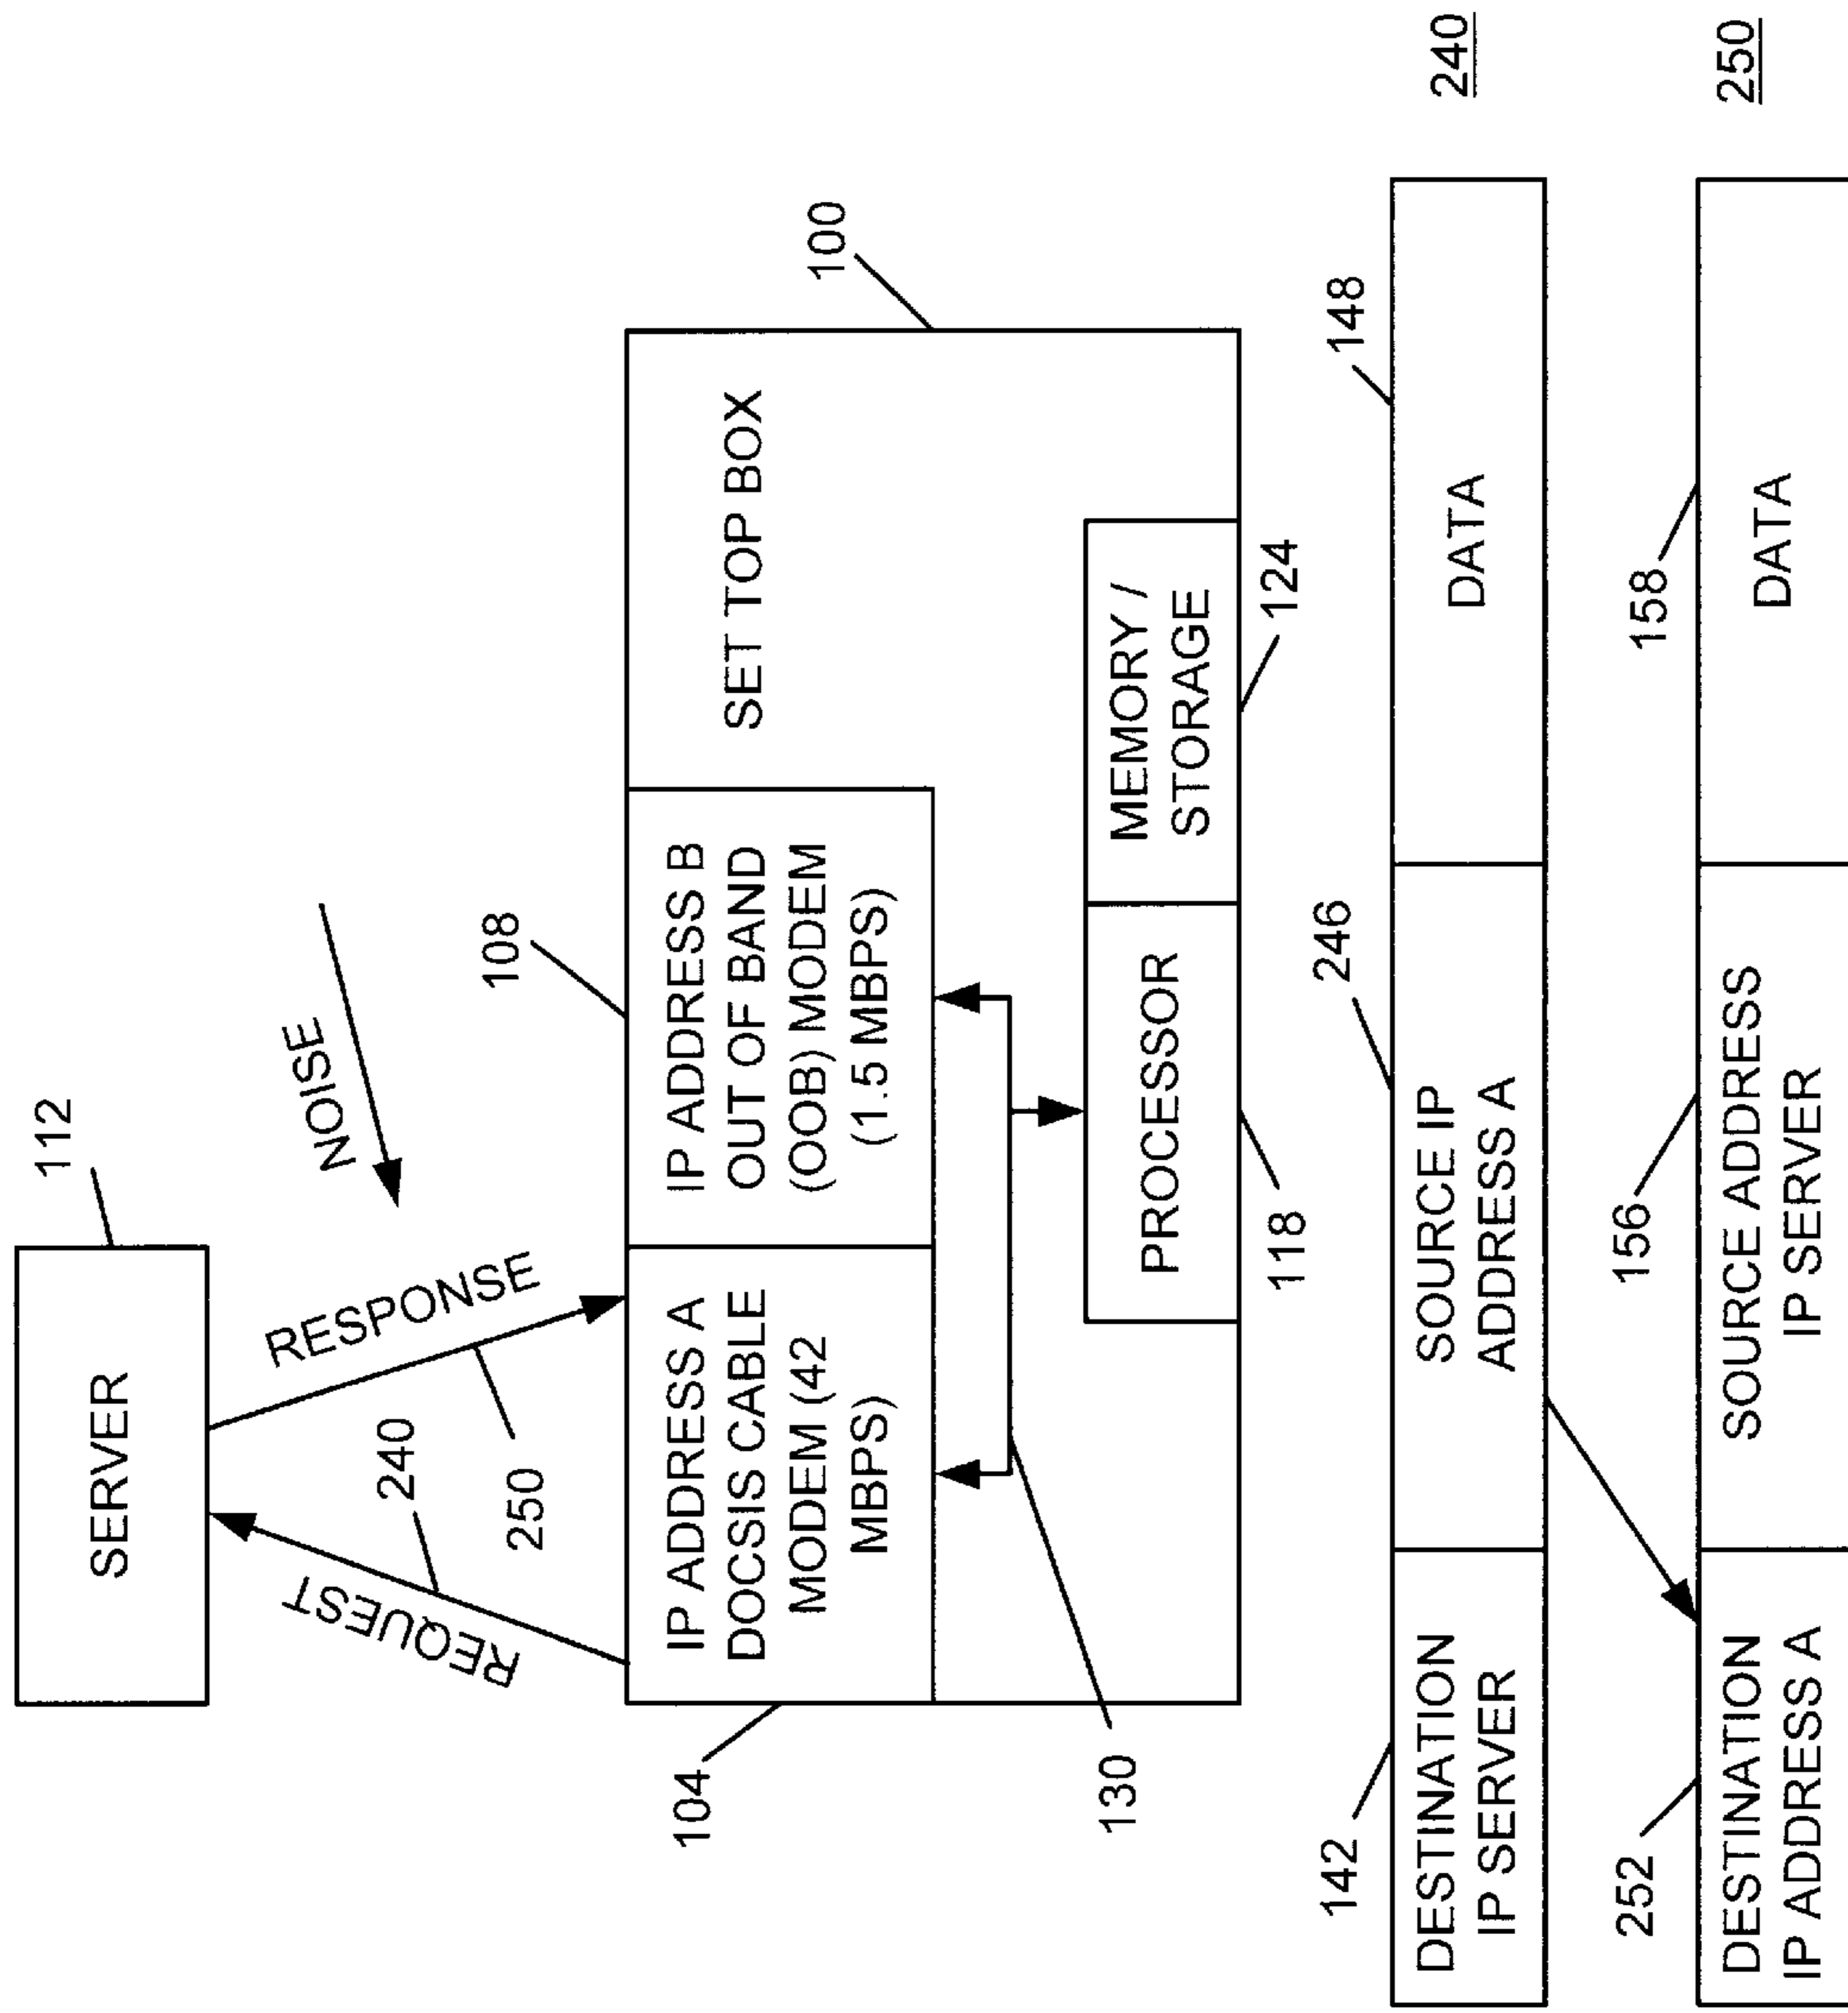 SERVER
112
NOISE
REQUEST
240
RESPONSE
250
108
104
IP ADDRESS A
DOCSIS CABLE
MODEM (42
MBPS)
IP ADDRESS B
OUT OF BAND
(OOB) MODEM
(1.5 MBPS)
SET TOP BOX
100
130
PROCESSOR
118
MEMORY /
STORAGE
124
142
246
148
DESTINATION
IP SERVER
SOURCE IP
ADDRESS A
DATA
240
252
156
158
DESTINATION
IP ADDRESS A
SOURCE ADDRESS
IP SERVER
DATA
250